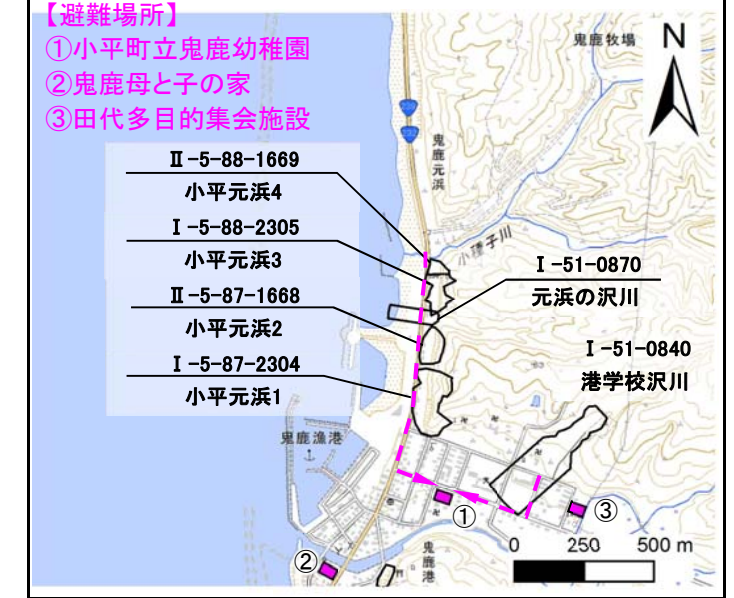 【避難場所】
①小平町立鬼鹿幼稚園
②鬼鹿母と子の家
③田代多目的集会施設
鬼鹿牧場
N
232
鬼鹿元浜
Ⅱ-5-88-1669
小平元浜4
Ⅰ-5-88-2305
小平元浜3
Ⅱ-5-87-1668
小平元浜2
Ⅰ-5-87-2304
小平元浜1
小種子川
Ⅰ-51-0870
元浜の沢川
Ⅰ-51-0840
港学校沢川
鬼鹿漁港
①
②
③
鬼鹿港
0 250 500 m